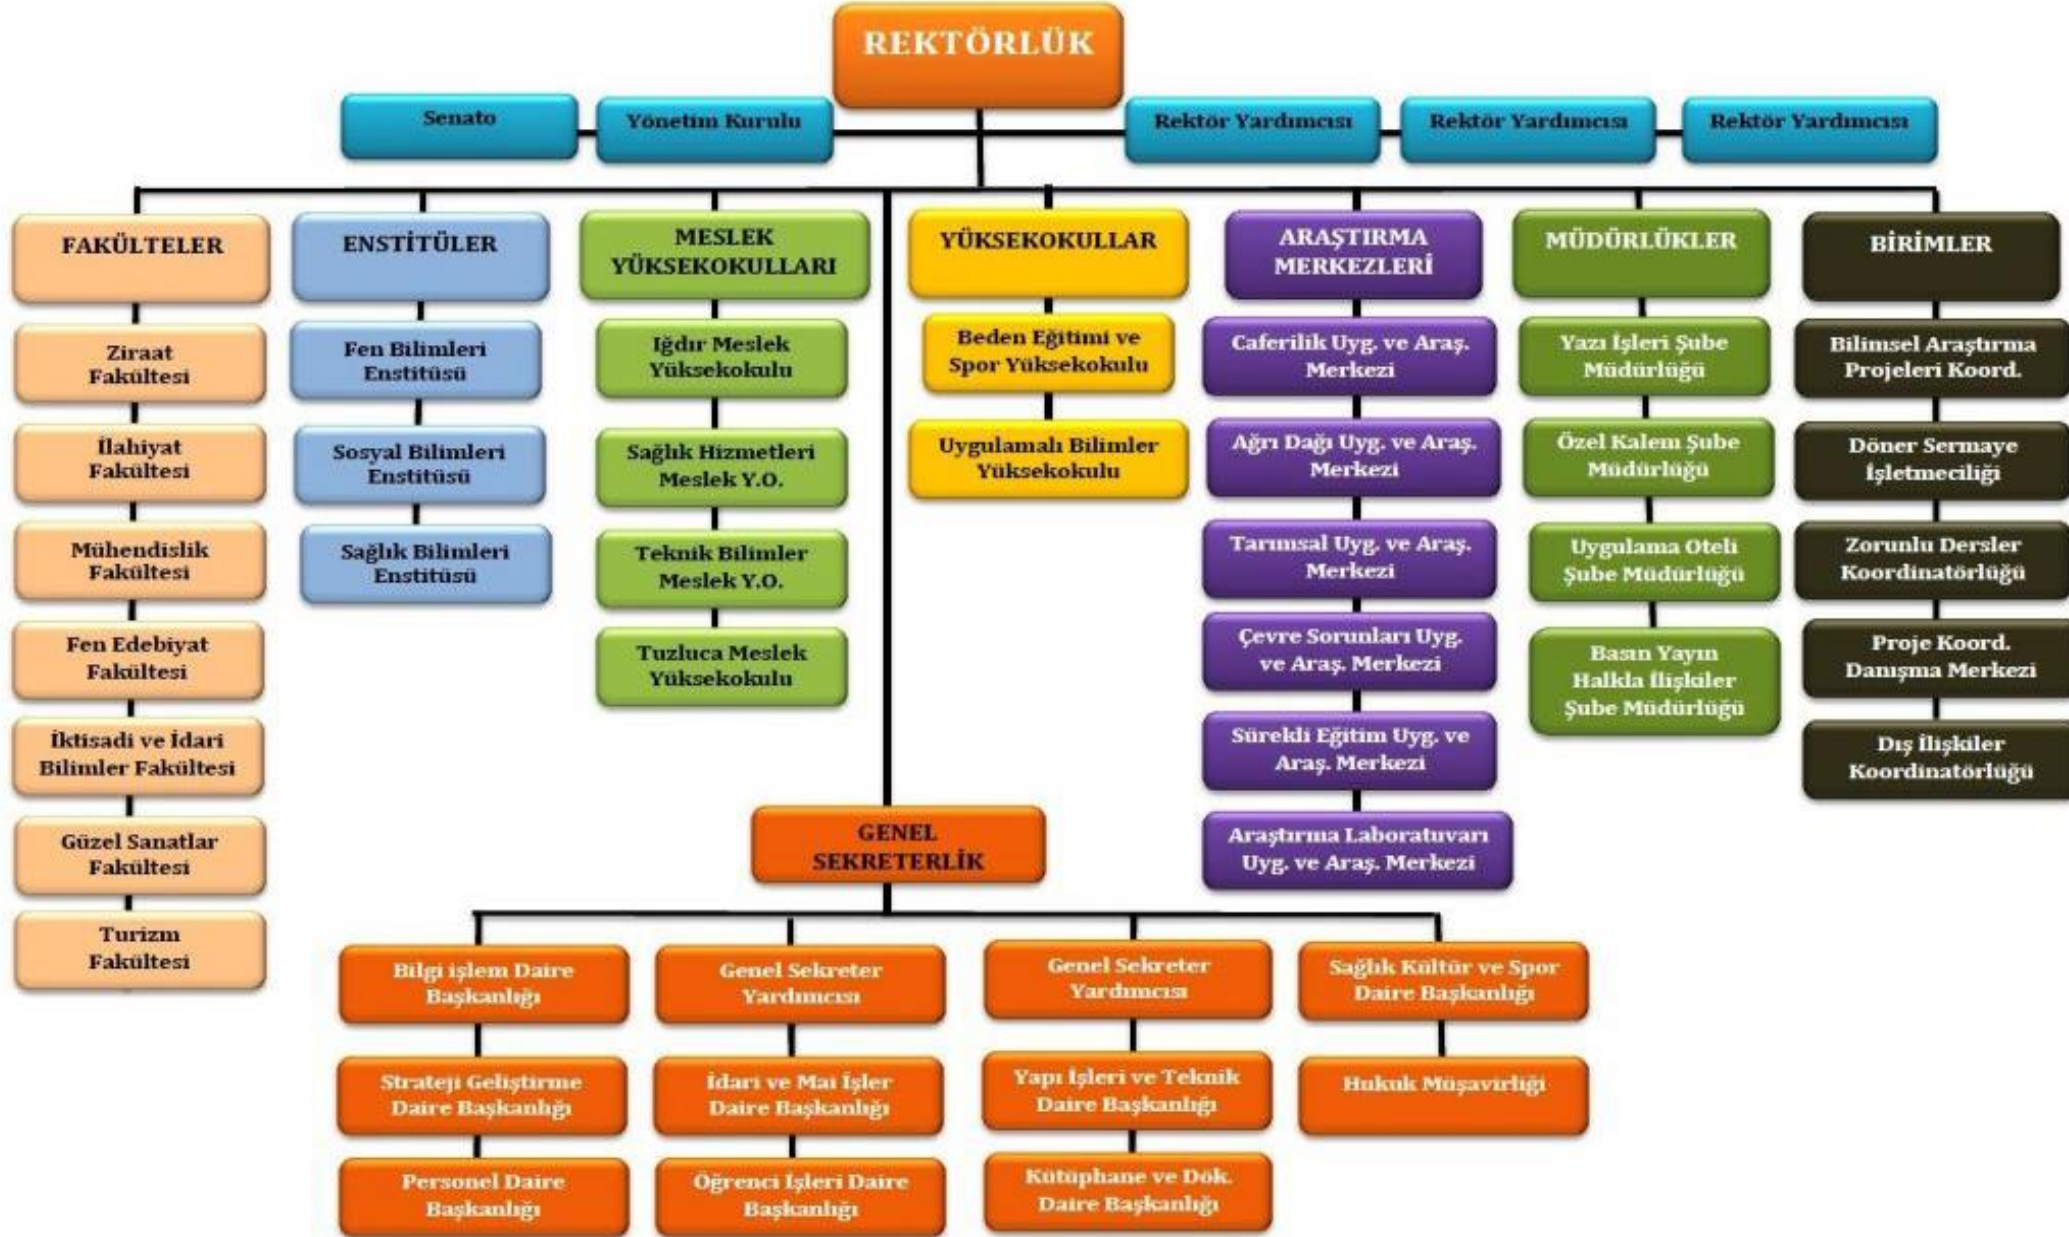 REKTÖRLÜK
Senato
Yönetim Kurulu
Rektör Yardımcısı
Rektör Yardımcısı
Rektör Yardımcısı
FAKÜLTELER
Ziraat
Fakültesi
İlahiyat
Fakültesi
Mühendislik
Fakültesi
Fen Edebiyat
Fakültesi
İktisadi ve İdari
Bilimler Fakültesi
Güzel Sanatlar
Fakültesi
Turizm
Fakültesi
ENSTİTÜLER
Fen Bilimleri
Enstitüsü
Sosyal Bilimleri
Enstitüsü
Sağlık Bilimleri
Enstitüsü
MESLEK
YÜKSEKOKULLARI
Iğdır Meslek
Yüksekokulu
Sağlık Hizmetleri
Meslek Y.O.
Teknik Bilimler
Meslek Y.O.
Tuzluca Meslek
Yüksekokulu
YÜKSEKOKULLAR
Beden Eğitimi ve
Spor Yüksekokulu
Uygulamalı Bilimler
Yüksekokulu
ARAŞTIRMA
MERKEZLERİ
Caferilik Uyg. ve Araş.
Merkezi
Ağrı Dağı Uyg. ve Araş.
Merkezi
Tarımsal Uyg. ve Araş.
Merkezi
Çevre Sorunları Uyg.
ve Araş. Merkezi
Sürekli Eğitim Uyg. ve
Araş. Merkezi
Araştırma Laboratuvarı
Uyg. ve Araş. Merkezi
MÜDÜRLÜKLER
Yazı İşleri Şube
Müdürlüğü
Özel Kalem Şube
Müdürlüğü
Uygulama Oteli
Şube Müdürlüğü
Basın Yayın
Halkla İlişkiler
Şube Müdürlüğü
BİRİMLER
Bilimsel Araştırma
Projeleri Koord.
Döner Sermaye
İşletmeciliği
Zorunlu Dersler
Koordinatörlüğü
Proje Koord.
Danışma Merkezi
Dış İlişkiler
Koordinatörlüğü
GENEL
SEKRETERLİK
Bilgi işlem Daire
Başkanlığı
Strateji Geliştirme
Daire Başkanlığı
Personel Daire
Başkanlığı
Genel Sekreter
Yardımcısı
İdari ve Mai İşler
Daire Başkanlığı
Öğrenci İşleri Daire
Başkanlığı
Genel Sekreter
Yardımcısı
Yapı İşleri ve Teknik
Daire Başkanlığı
Kütüphane ve Dök.
Daire Başkanlığı
Sağlık Kültür ve Spor
Daire Başkanlığı
Hukuk Müşavirliği